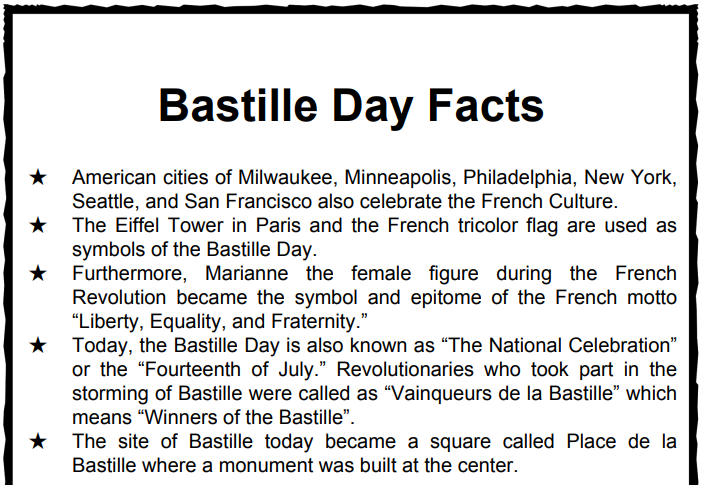 Bastille Day Facts
★ American cities of Milwaukee, Minneapolis, Philadelphia, New York,
Seattle, and San Francisco also celebrate the French Culture.
★ The Eiffel Tower in Paris and the French tricolor flag are used as
symbols of the Bastille Day.
★ Furthermore, Marianne the female figure during the French
Revolution became the symbol and epitome of the French motto
“Liberty, Equality, and Fraternity.”
★ Today, the Bastille Day is also known as “The National Celebration”
or the “Fourteenth of July.” Revolutionaries who took part in the
storming of Bastille were called as “Vainqueurs de la Bastille” which
means “Winners of the Bastille”.
★ The site of Bastille today became a square called Place de la
Bastille where a monument was built at the center.